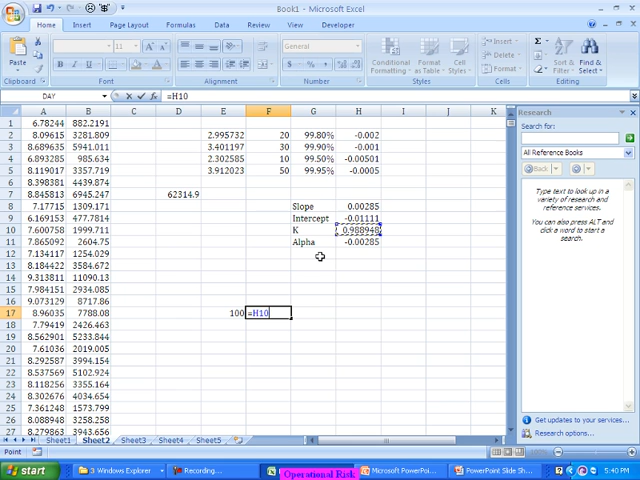 Book1 - Microsoft Excel
Home Insert Page Layout Formulas Data Review View Developer
Paste
General
Conditional Formatting Format as Table Cell Styles
Insert
Delete
Format
Clipboard Font Alignment Number Styles Cells Editing
DAY =H10
A B C D E F G H I J K
1 6.78244 882.2191
2 8.09615 3281.809 2.995732 20 99.80% -0.002
3 8.689635 5941.011 3.401197 30 99.90% -0.001
4 6.893285 985.634 2.302585 10 99.50% -0.00501
5 8.119017 3357.719 3.912023 50 99.95% -0.0005
6 8.398381 4439.874
7 8.845813 6945.247 62314.9
8 7.17715 1309.171 Slope 0.00285
9 6.169153 477.7814 Intercept -0.01111
10 7.600758 1999.711 K 0.988948
11 7.865092 2604.75 Alpha -0.00285
12 7.134117 1254.029
13 8.184422 3584.672
14 9.313811 11090.13
15 7.984151 2934.085
16 9.073129 8717.86
17 8.96035 7788.08 100 =H10
18 7.79419 2426.463
19 8.562901 5233.844
20 7.61036 2019.005
21 8.292587 3994.154
22 8.537569 5102.924
23 8.118256 3355.164
24 8.302676 4034.654
25 7.361248 1573.799
26 8.088948 3258.258
27 8.279863 3943.656
Research
Search for:
All Reference Books
Back
Type text to look up in a
variety of research and
reference services.
You can also press ALT and
click a word to start a
search.
Get updates to your services...
Research options...
Sheet1 Sheet2 Sheet3 Sheet4 Sheet5
Point
start 3 Windows Explorer Recording... Operational Risk Microsoft PowerPo... PowerPoint Slide Sh... 5:40 PM